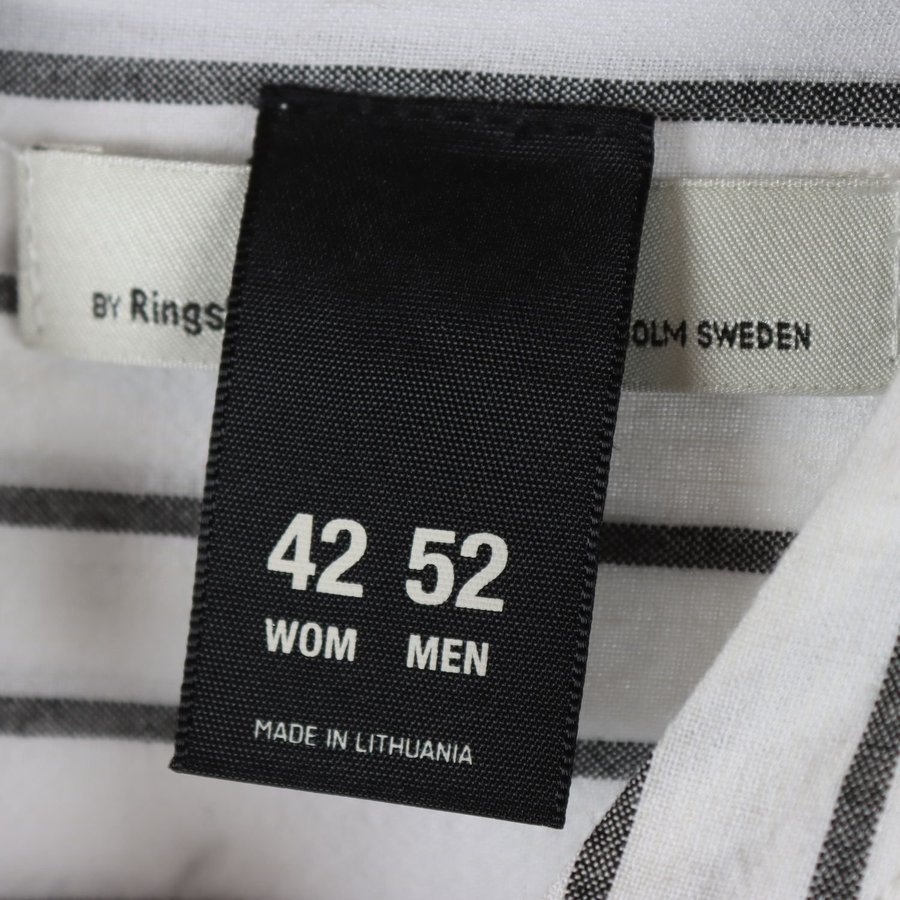 BY Rings
OLM SWEDEN
42 52
WOM MEN
MADE IN LITHUANIA